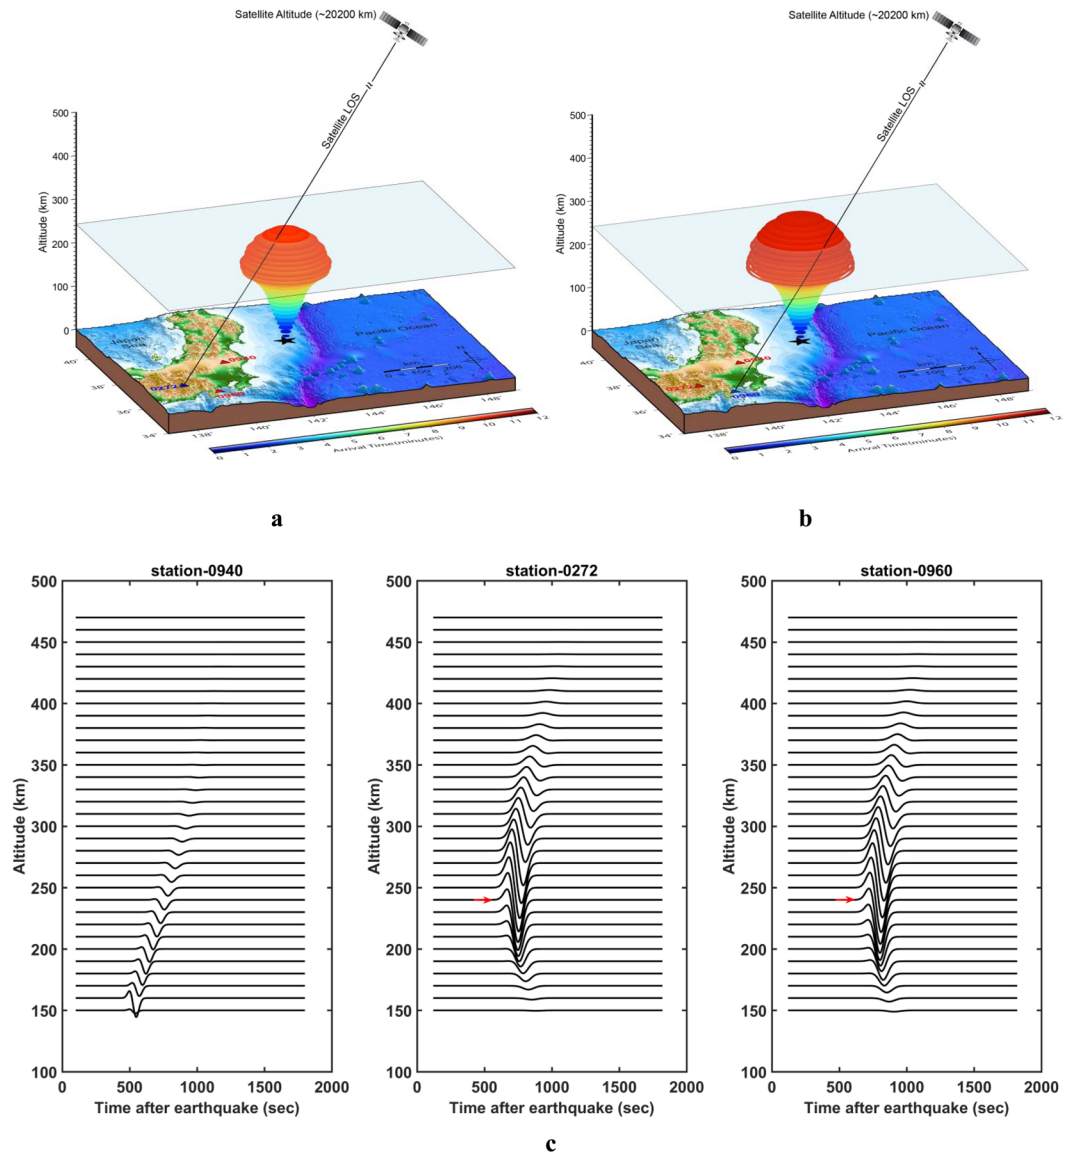 Satellite Altitude (~20200 km)
Satellite LOS
500
400
300
200
100
0
Altitude (km)
Japan Sea
Pacific Ocean
0940
0272
0960
km
N
40°
38°
36°
34°
138°
140°
142°
144°
146°
148°
0 1 2 3 4 5 6 7 8 9 10 11 12
Arrival Time(minutes)
a
Satellite Altitude (~20200 km)
Satellite LOS
500
400
300
200
100
0
Altitude (km)
Japan Sea
Pacific Ocean
0272
0960
km
N
40°
38°
36°
34°
138°
140°
142°
144°
146°
148°
0 1 2 3 4 5 6 7 8 9 10 11 12
Arrival Time(minutes)
b
station-0940
500
450
400
350
300
250
200
150
100
Altitude (km)
0 500 1000 1500 2000
Time after earthquake (sec)
station-0272
500
450
400
350
300
250
200
150
100
Altitude (km)
0 500 1000 1500 2000
Time after earthquake (sec)
station-0960
500
450
400
350
300
250
200
150
100
Altitude (km)
0 500 1000 1500 2000
Time after earthquake (sec)
c